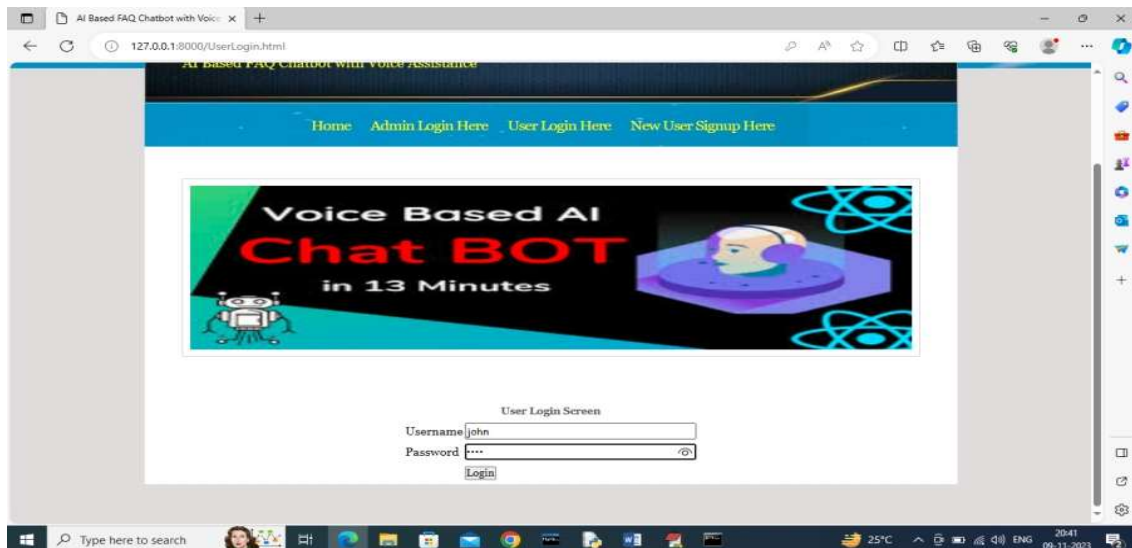 AI Based FAQ Chatbot with Voice
127.0.0.1:8000/UserLogin.html
AI Based FAQ Chatbot with Voice Assistance
Home Admin Login Here User Login Here New User Signup Here
Voice Based AI
Chat BOT
in 13 Minutes
User Login Screen
Username john
Password ••••
Login
Type here to search
25°C
ENG
20:41
09-11-2023